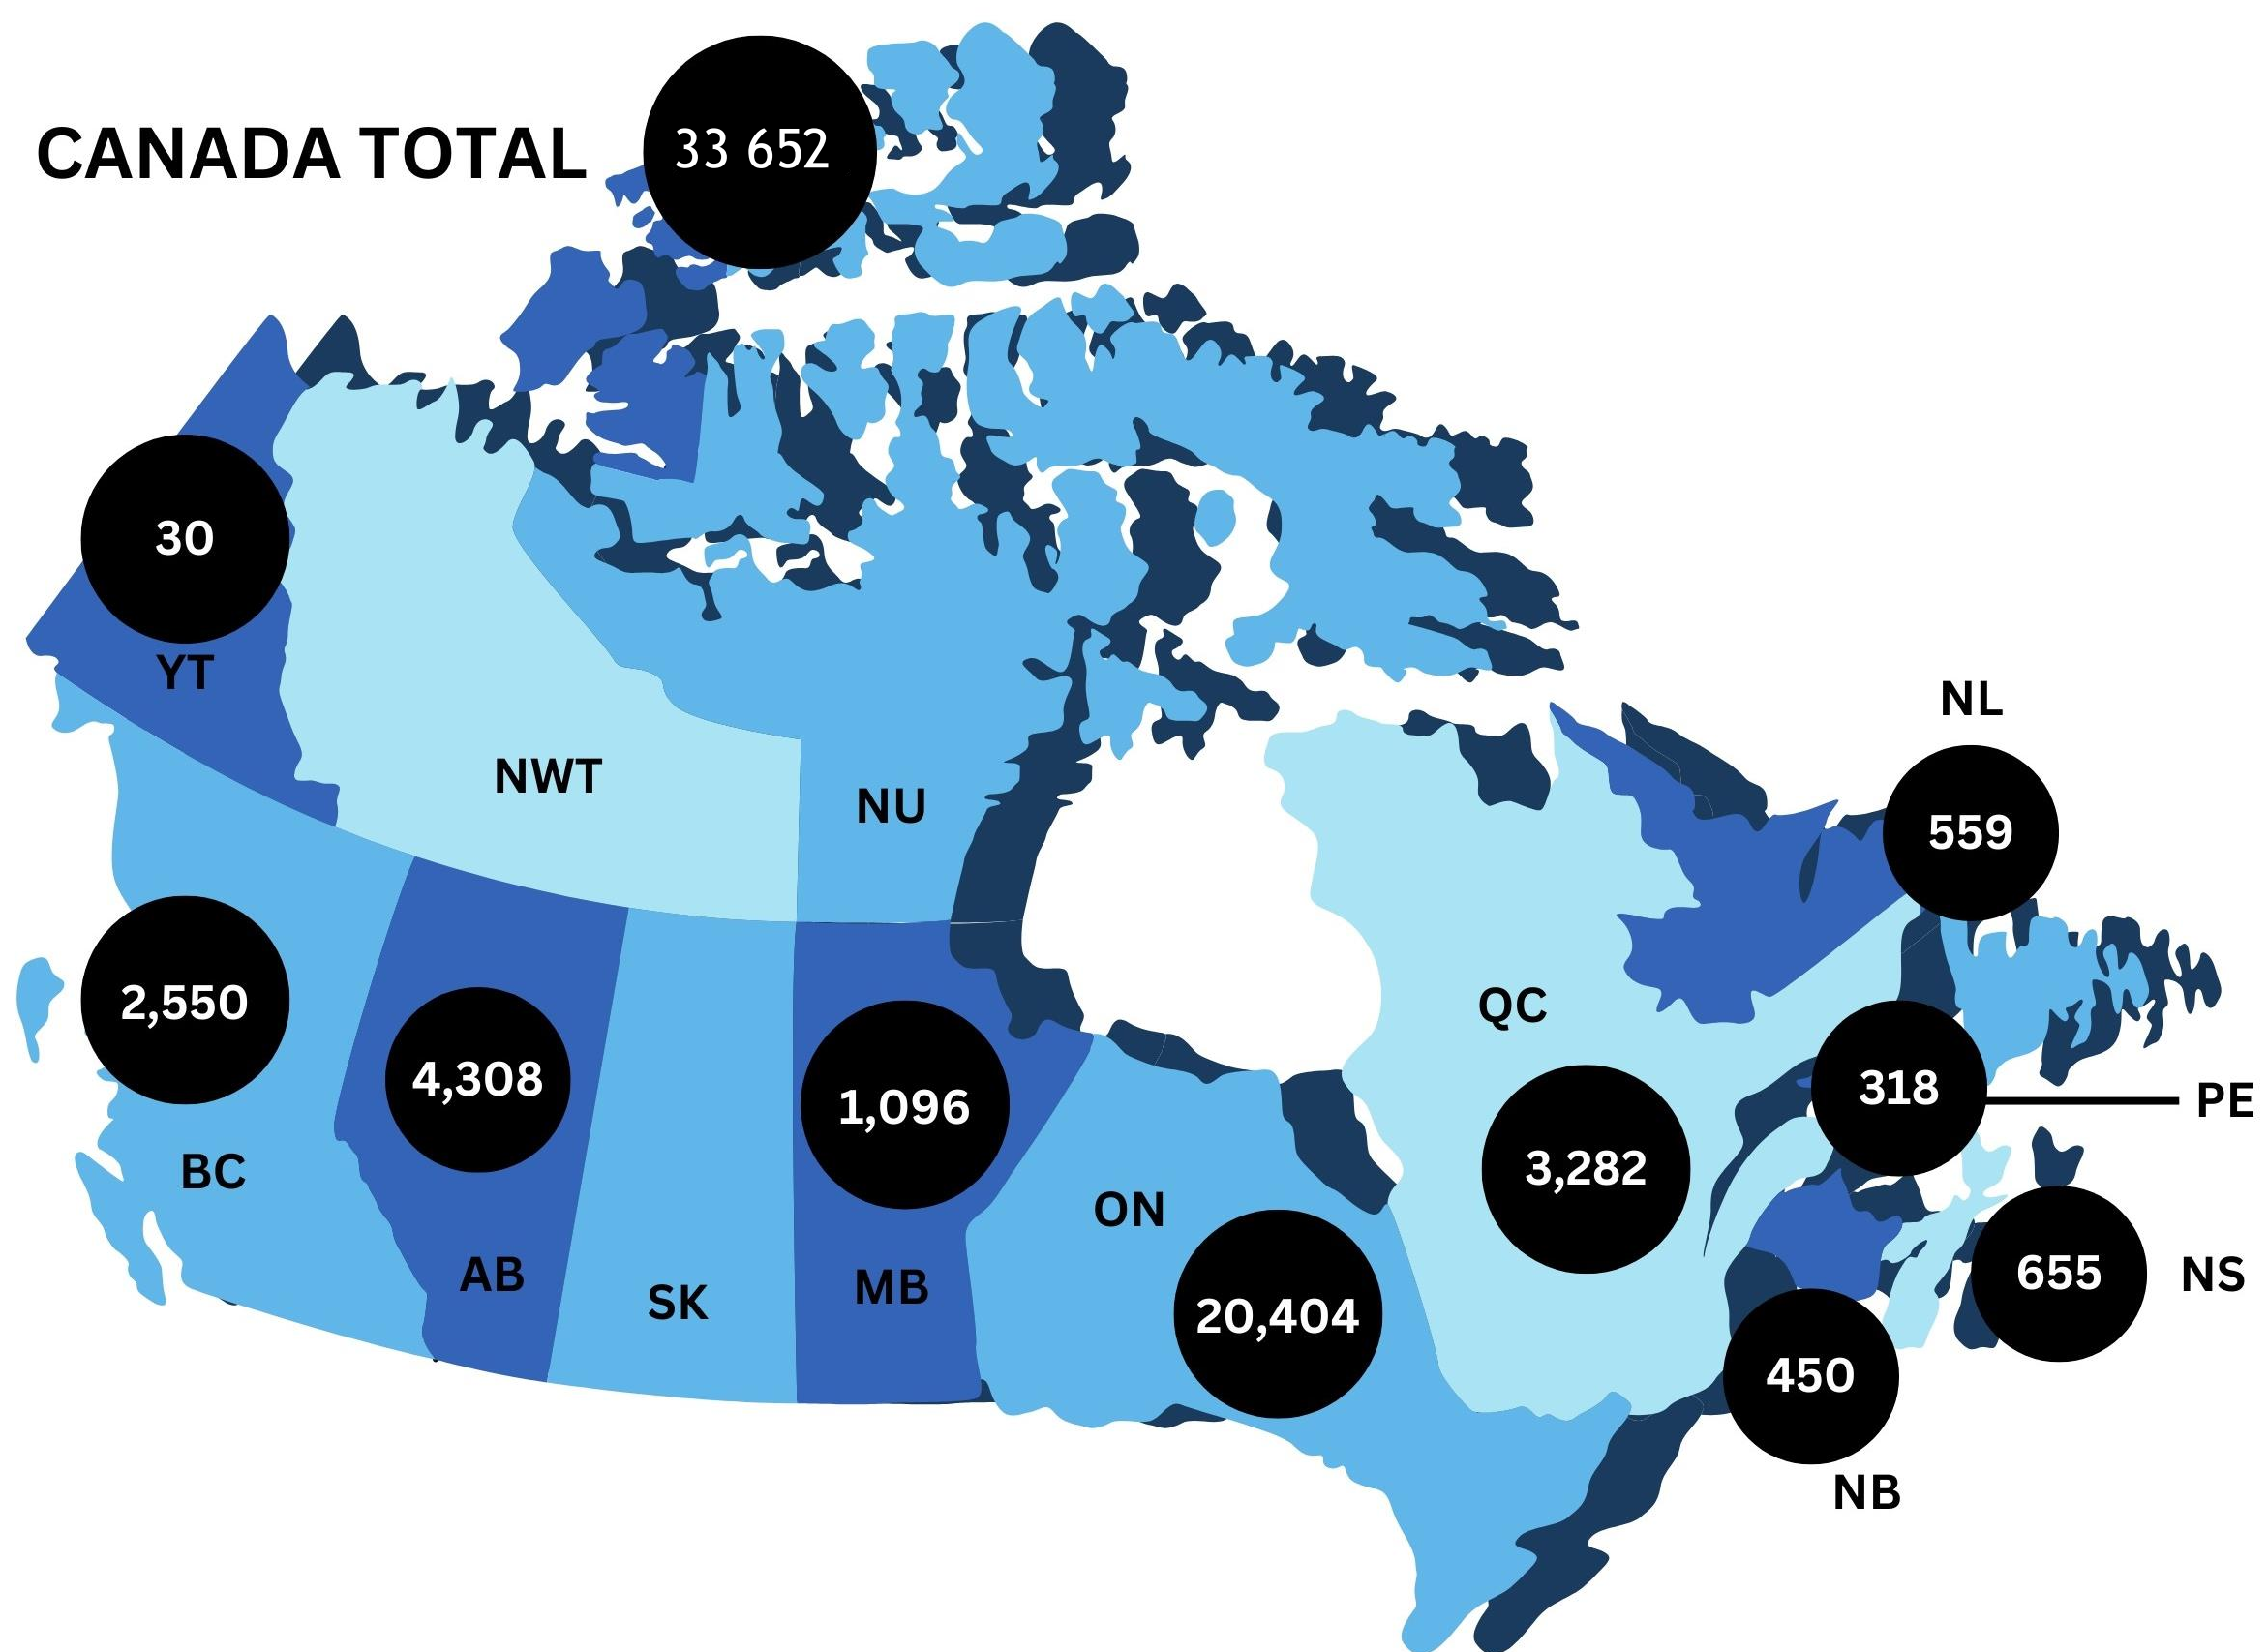 CANADA TOTAL
33 652
30
YT
NL
NWT
NU
559
2,550
QC
4,308
1,096
318
PE
BC
3,282
ON
AB
SK
MB
20,404
655
NS
450
NB